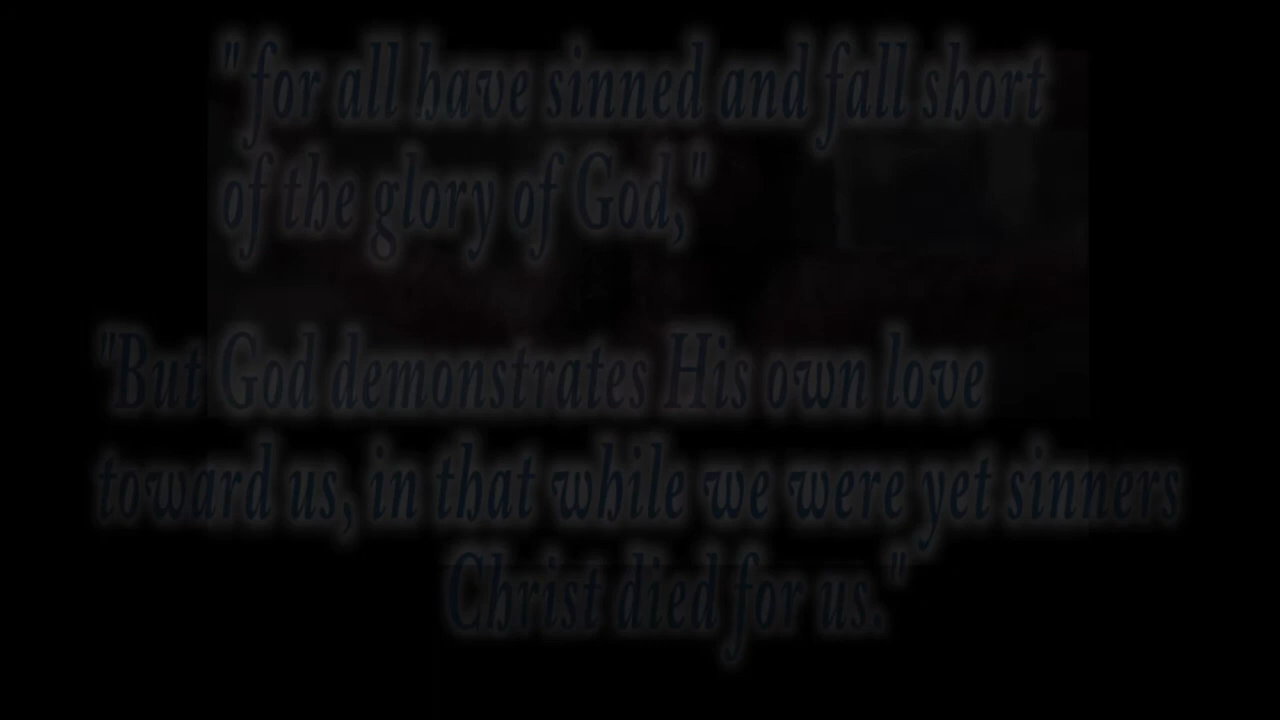 "for all have sinned and fall short
of the glory of God,"
"But God demonstrates His own love
toward us, in that while we were yet sinners
Christ died for us."